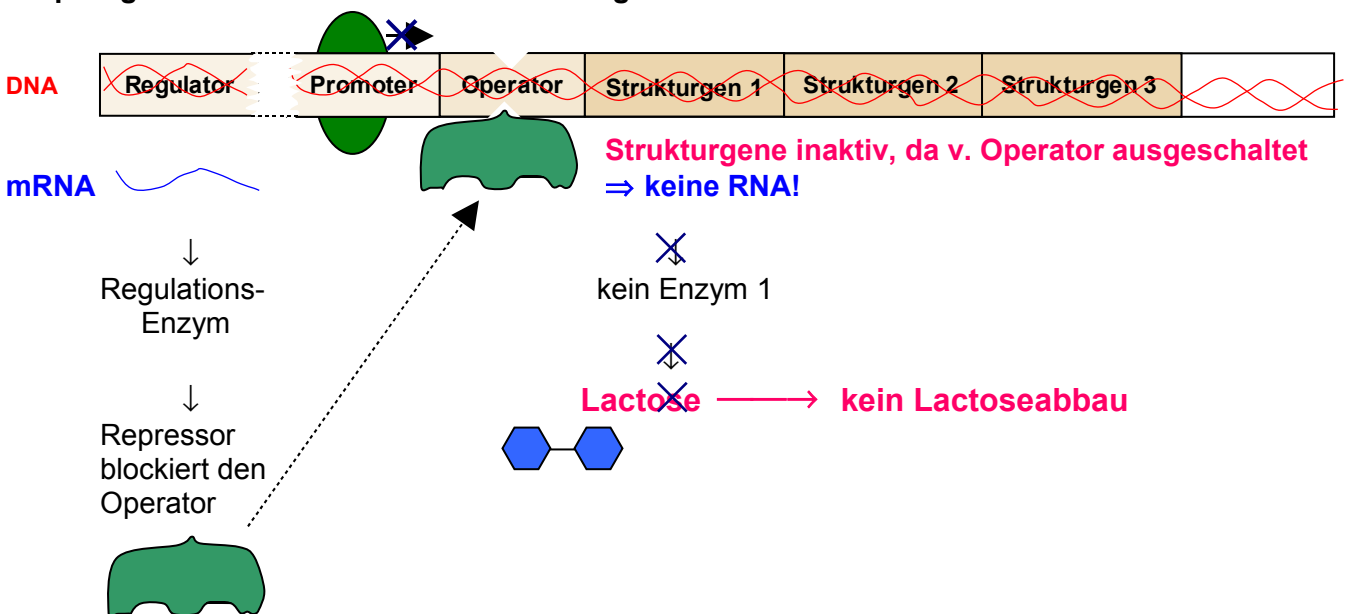 DNA
Regulator Promoter Operator Strukturgen 1 Strukturgen 2 Strukturgen 3
Strukturgene inaktiv, da v. Operator ausgeschaltet
mRNA
⇒ keine RNA!
↓
Regulations-
Enzym
↓
kein Enzym 1
↓
Lactose ⟶ kein Lactoseabbau
↓
Repressor
blockiert den
Operator